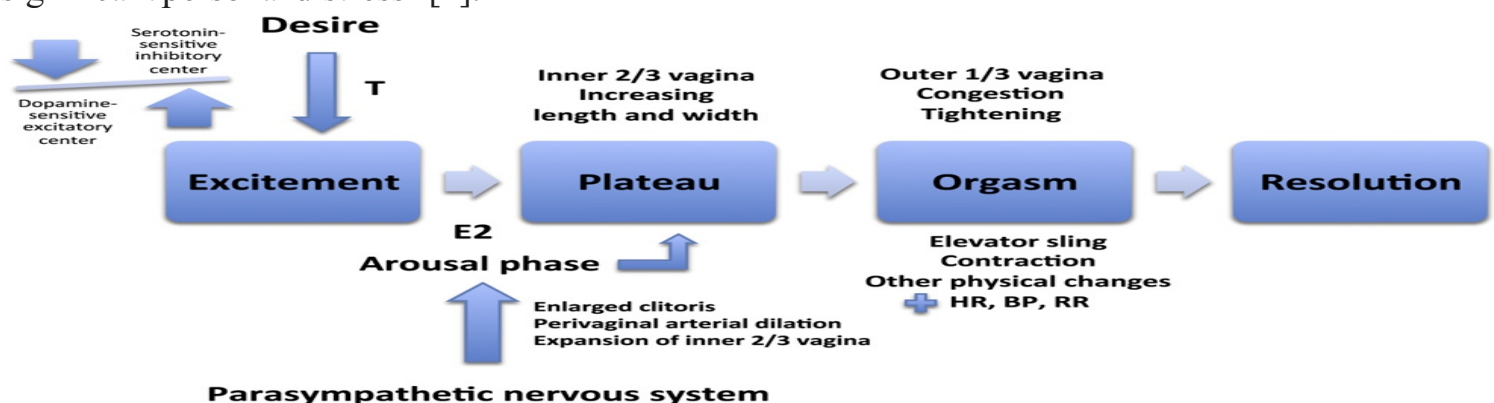 Desire
Serotonin-
sensitive
inhibitory
center
Dopamine-
sensitive
excitatory
center
T
Inner 2/3 vagina
Increasing
length and width
Outer 1/3 vagina
Congestion
Tightening
Excitement
Plateau
Orgasm
Resolution
E2
Arousal phase
Elevator sling
Contraction
Other physical changes
HR, BP, RR
Enlarged clitoris
Perivaginal arterial dilation
Expansion of inner 2/3 vagina
Parasympathetic nervous system